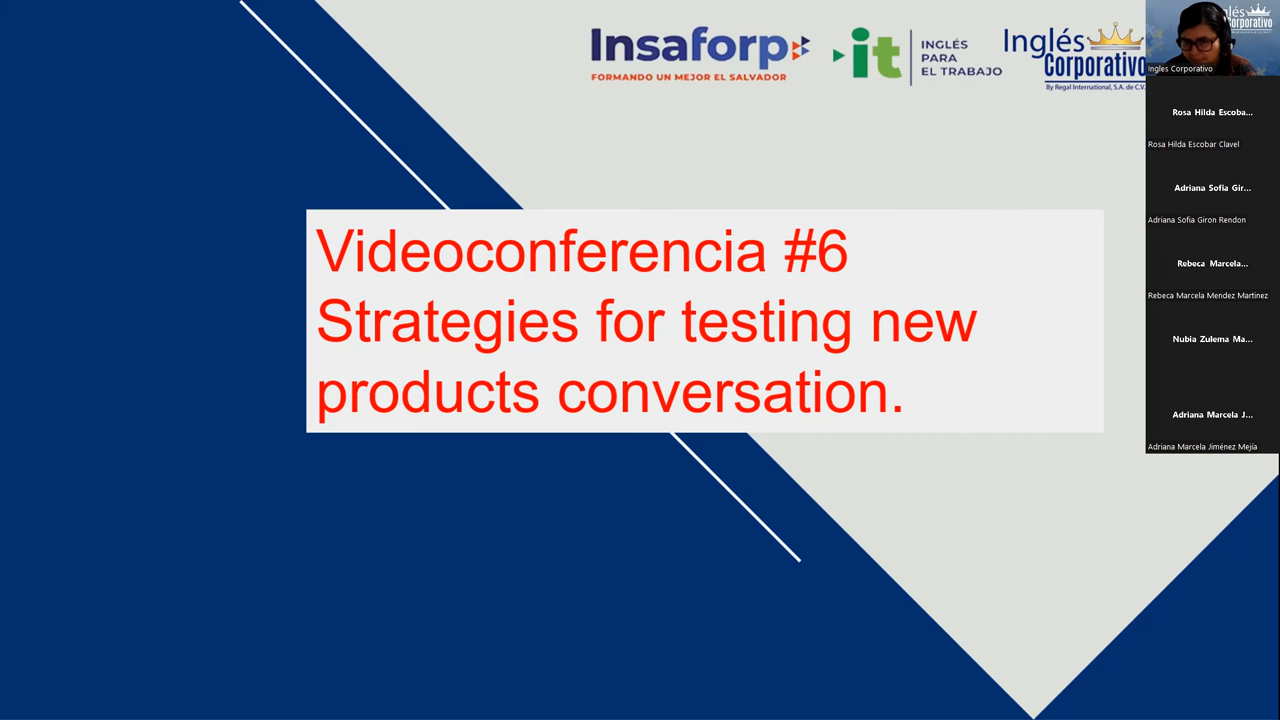 Insaforp
FORMANDO UN MEJOR EL SALVADOR
it
INGLÉS
PARA
EL TRABAJO
Inglés
Corporativo
By Regal International, S.A. de C.V.
Videoconferencia #6
Strategies for testing new
products conversation.
Ingles Corporativo
Rosa Hilda Escoba...
Rosa Hilda Escobar Clavel
Adriana Sofia Gir...
Adriana Sofia Giron Rendon
Rebeca Marcela...
Rebeca Marcela Mendez Martinez
Nubia Zulema Ma...
Adriana Marcela J...
Adriana Marcela Jiménez Mejía